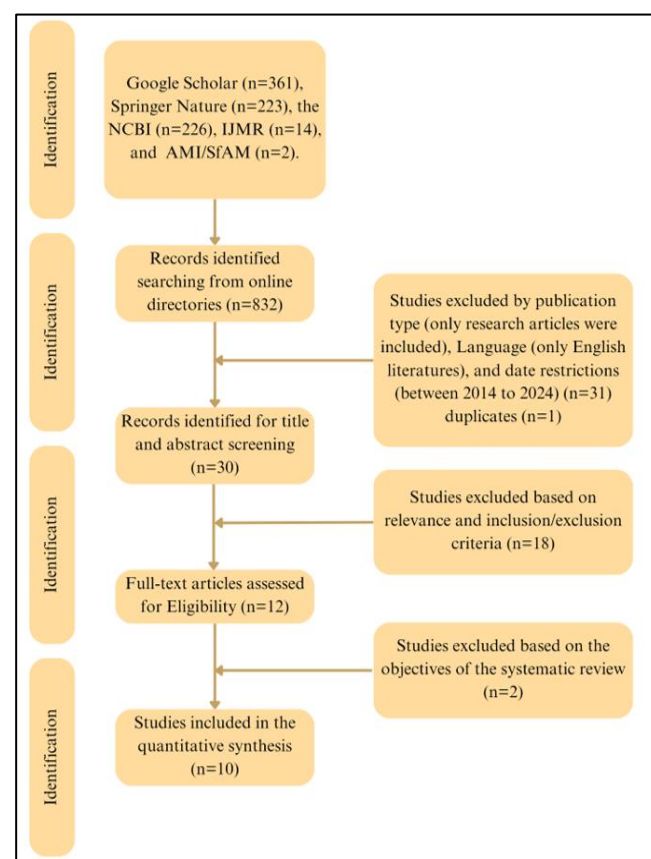 Identification
Google Scholar (n=361),
Springer Nature (n=223), the
NCBI (n=226), IJMR (n=14),
and AMI/SfAM (n=2).
Identification
Records identified
searching from online
directories (n=832)
Studies excluded by publication
type (only research articles were
included), Language (only English
literatures), and date restrictions
(between 2014 to 2024) (n=31)
duplicates (n=1)
Records identified for title
and abstract screening
(n=30)
Identification
Studies excluded based on
relevance and inclusion/exclusion
criteria (n=18)
Full-text articles assessed
for Eligibility (n=12)
Studies excluded based on the
objectives of the systematic review
(n=2)
Identification
Studies included in the
quantitative synthesis
(n=10)